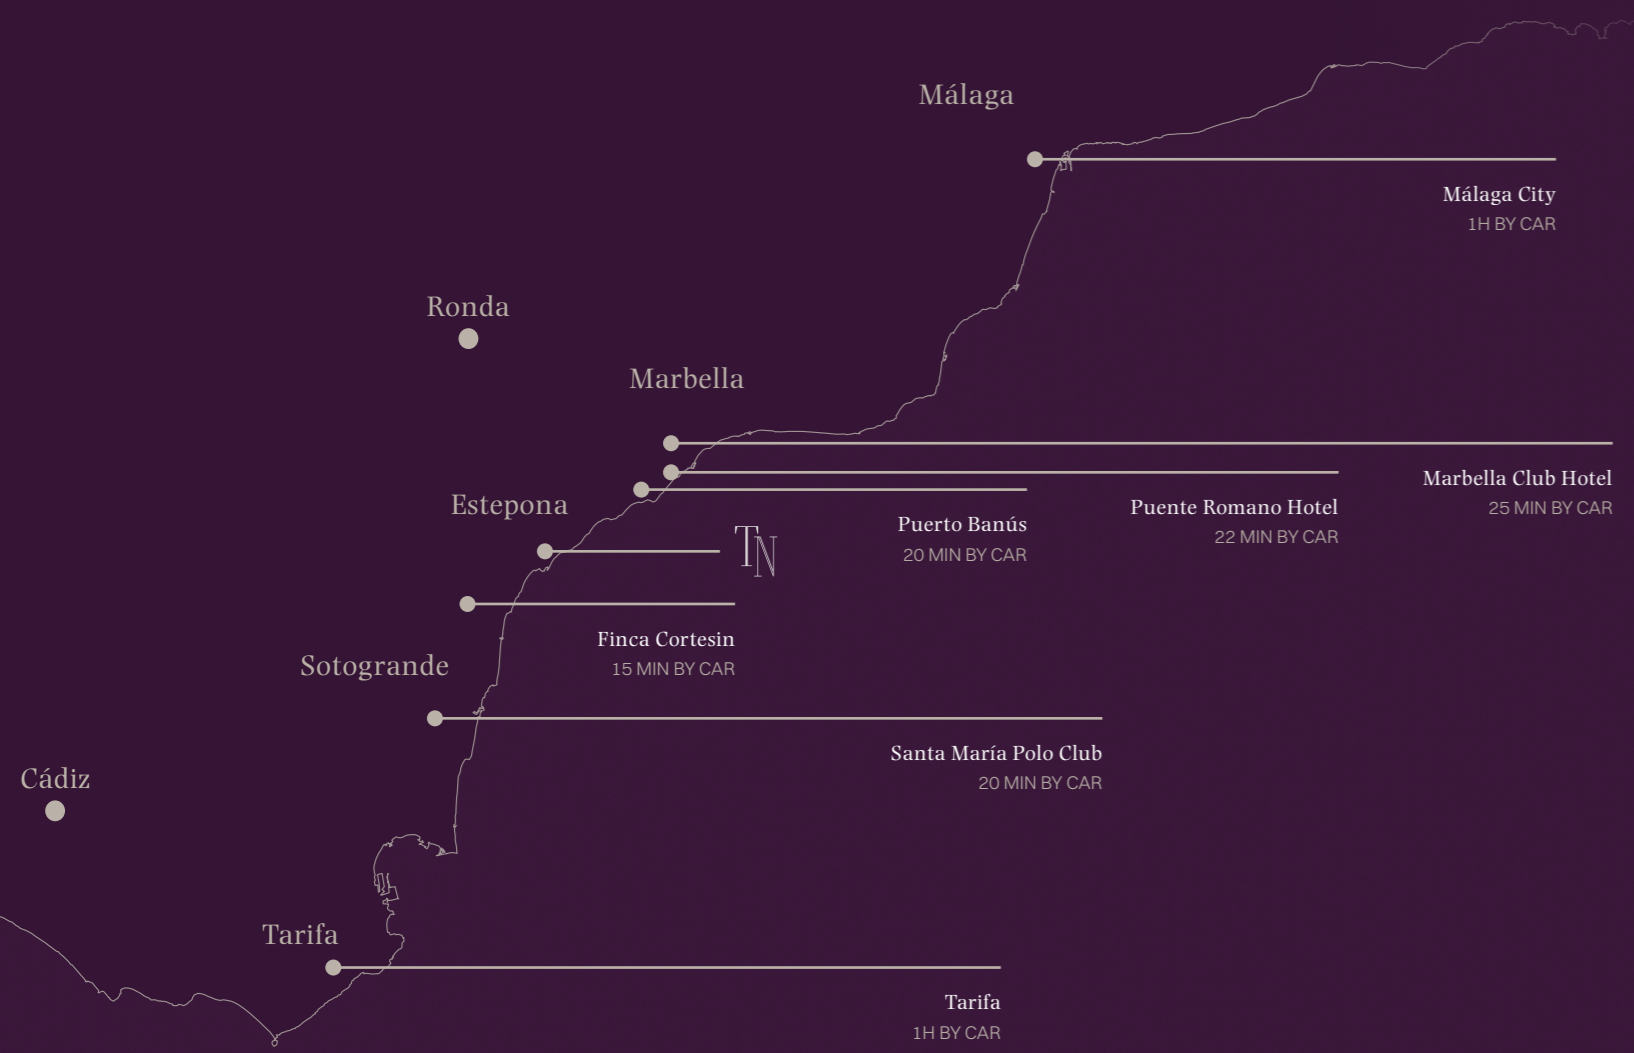 Málaga
Málaga City
1H BY CAR
Ronda
Marbella
Marbella Club Hotel
25 MIN BY CAR
Puente Romano Hotel
22 MIN BY CAR
Puerto Banús
20 MIN BY CAR
Estepona
TN
Finca Cortesin
15 MIN BY CAR
Sotogrande
Santa María Polo Club
20 MIN BY CAR
Cádiz
Tarifa
Tarifa
1H BY CAR